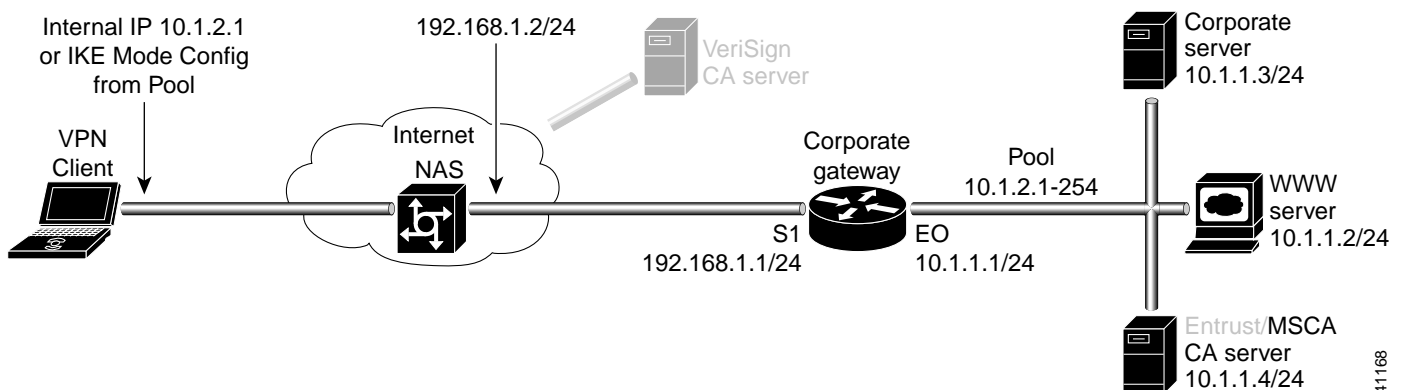 Internal IP 10.1.2.1
or IKE Mode Config
from Pool
192.168.1.2/24
VeriSign
CA server
Corporate
server
10.1.1.3/24
VPN
Client
Internet
NAS
Corporate
gateway
Pool
10.1.2.1-254
WWW
server
10.1.1.2/24
S1
192.168.1.1/24
EO
10.1.1.1/24
Entrust/MSCA
CA server
10.1.1.4/24
41168